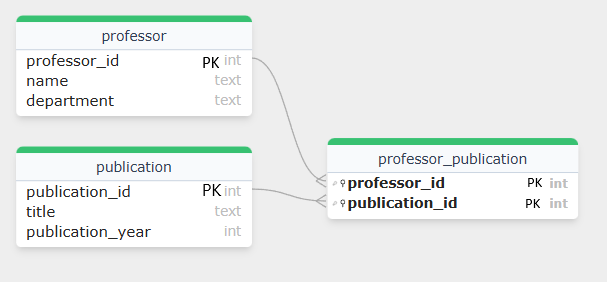 professor
professor_id PK int
name text
department text
publication
publication_id PK int
title text
publication_year int
professor_publication
professor_id PK int
publication_id PK int